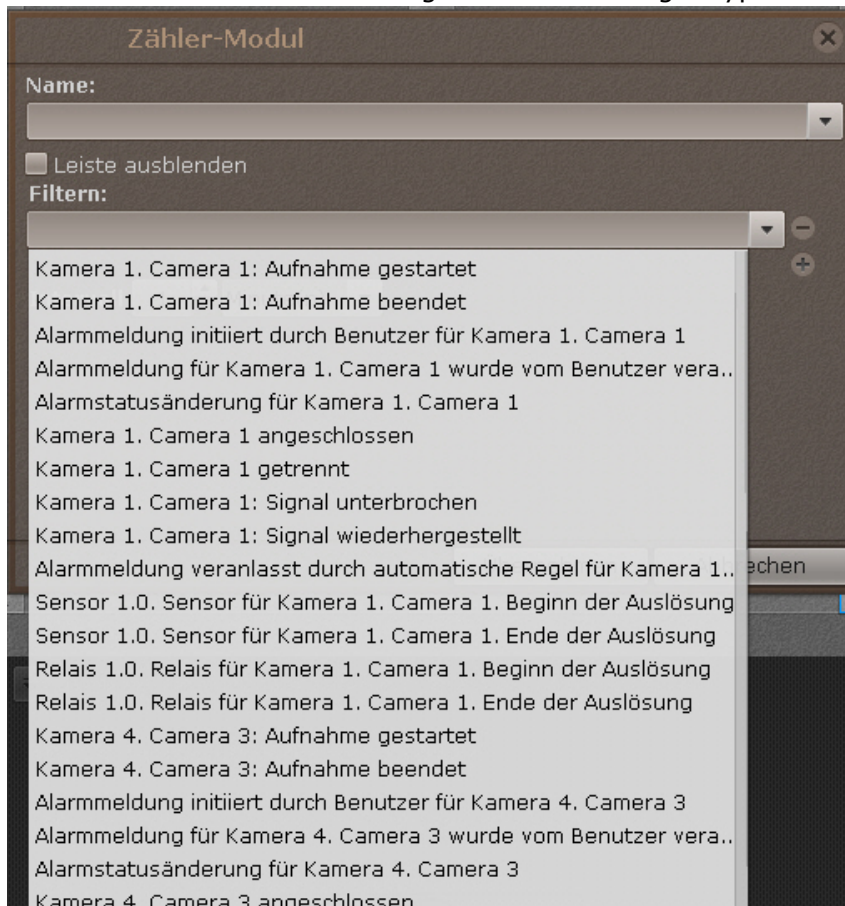 Zähler-Modul
Name:
Leiste ausblenden
Filtern:
Kamera 1. Camera 1: Aufnahme gestartet
Kamera 1. Camera 1: Aufnahme beendet
Alarmmeldung initiiert durch Benutzer für Kamera 1. Camera 1
Alarmmeldung für Kamera 1. Camera 1 wurde vom Benutzer vera..
Alarmstatusänderung für Kamera 1. Camera 1
Kamera 1. Camera 1 angeschlossen
Kamera 1. Camera 1 getrennt
Kamera 1. Camera 1: Signal unterbrochen
Kamera 1. Camera 1: Signal wiederhergestellt
Alarmmeldung veranlasst durch automatische Regel für Kamera 1..
echen
Sensor 1.0. Sensor für Kamera 1. Camera 1. Beginn der Auslösung
Sensor 1.0. Sensor für Kamera 1. Camera 1. Ende der Auslösung
Relais 1.0. Relais für Kamera 1. Camera 1. Beginn der Auslösung
Relais 1.0. Relais für Kamera 1. Camera 1. Ende der Auslösung
Kamera 4. Camera 3: Aufnahme gestartet
Kamera 4. Camera 3: Aufnahme beendet
Alarmmeldung initiiert durch Benutzer für Kamera 4. Camera 3
Alarmmeldung für Kamera 4. Camera 3 wurde vom Benutzer vera..
Alarmstatusänderung für Kamera 4. Camera 3
Kamera 4. Camera 3 angeschlossen